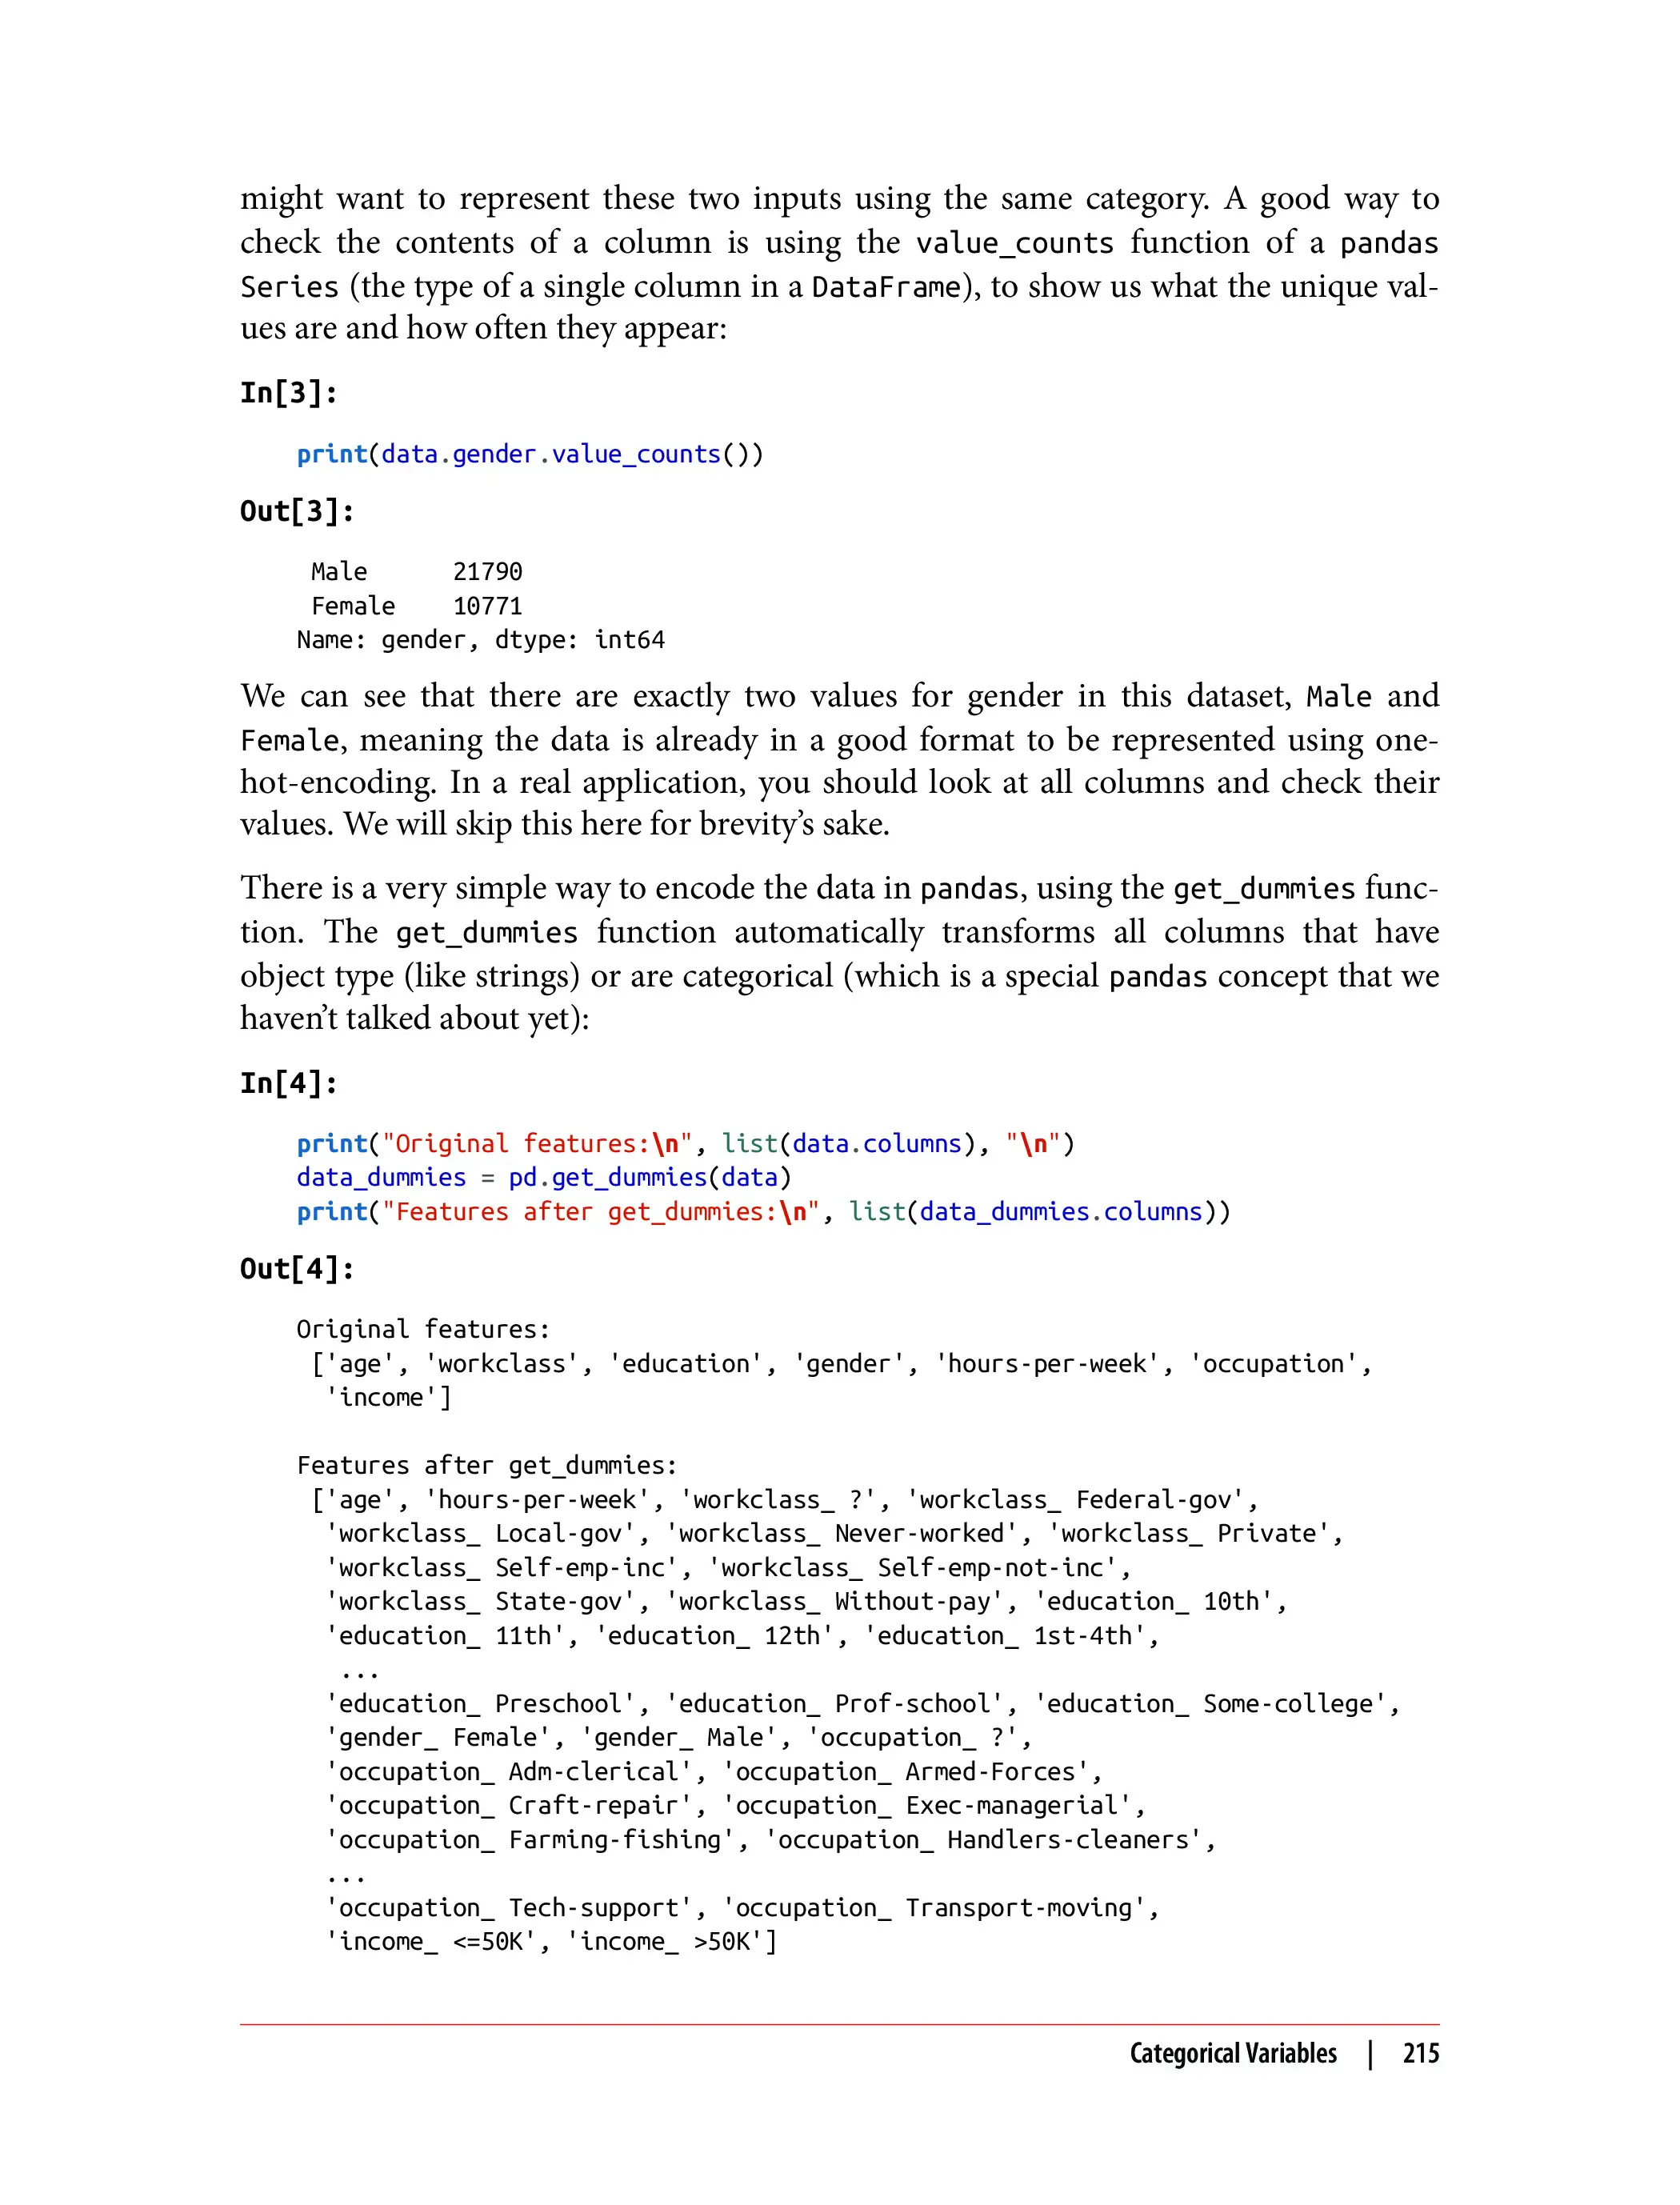 might want to represent these two inputs using the same category. A good way to
check the contents of a column is using the value_counts function of a pandas
Series (the type of a single column in a DataFrame), to show us what the unique val-
ues are and how often they appear:
In[3]:
print(data.gender.value_counts())
Out[3]:
Male      21790
Female    10771
Name: gender, dtype: int64
We can see that there are exactly two values for gender in this dataset, Male and
Female, meaning the data is already in a good format to be represented using one-
hot-encoding. In a real application, you should look at all columns and check their
values. We will skip this here for brevity’s sake.
There is a very simple way to encode the data in pandas, using the get_dummies func-
tion. The get_dummies function automatically transforms all columns that have
object type (like strings) or are categorical (which is a special pandas concept that we
haven’t talked about yet):
In[4]:
print("Original features:\n", list(data.columns), "\n")
data_dummies = pd.get_dummies(data)
print("Features after get_dummies:\n", list(data_dummies.columns))
Out[4]:
Original features:
['age', 'workclass', 'education', 'gender', 'hours-per-week', 'occupation',
'income']
Features after get_dummies:
['age', 'hours-per-week', 'workclass_ ?', 'workclass_ Federal-gov',
'workclass_ Local-gov', 'workclass_ Never-worked', 'workclass_ Private',
'workclass_ Self-emp-inc', 'workclass_ Self-emp-not-inc',
'workclass_ State-gov', 'workclass_ Without-pay', 'education_ 10th',
'education_ 11th', 'education_ 12th', 'education_ 1st-4th',
...
'education_ Preschool', 'education_ Prof-school', 'education_ Some-college',
'gender_ Female', 'gender_ Male', 'occupation_ ?',
'occupation_ Adm-clerical', 'occupation_ Armed-Forces',
'occupation_ Craft-repair', 'occupation_ Exec-managerial',
'occupation_ Farming-fishing', 'occupation_ Handlers-cleaners',
...
'occupation_ Tech-support', 'occupation_ Transport-moving',
'income_ <=50K', 'income_ >50K']
Categorical Variables | 215